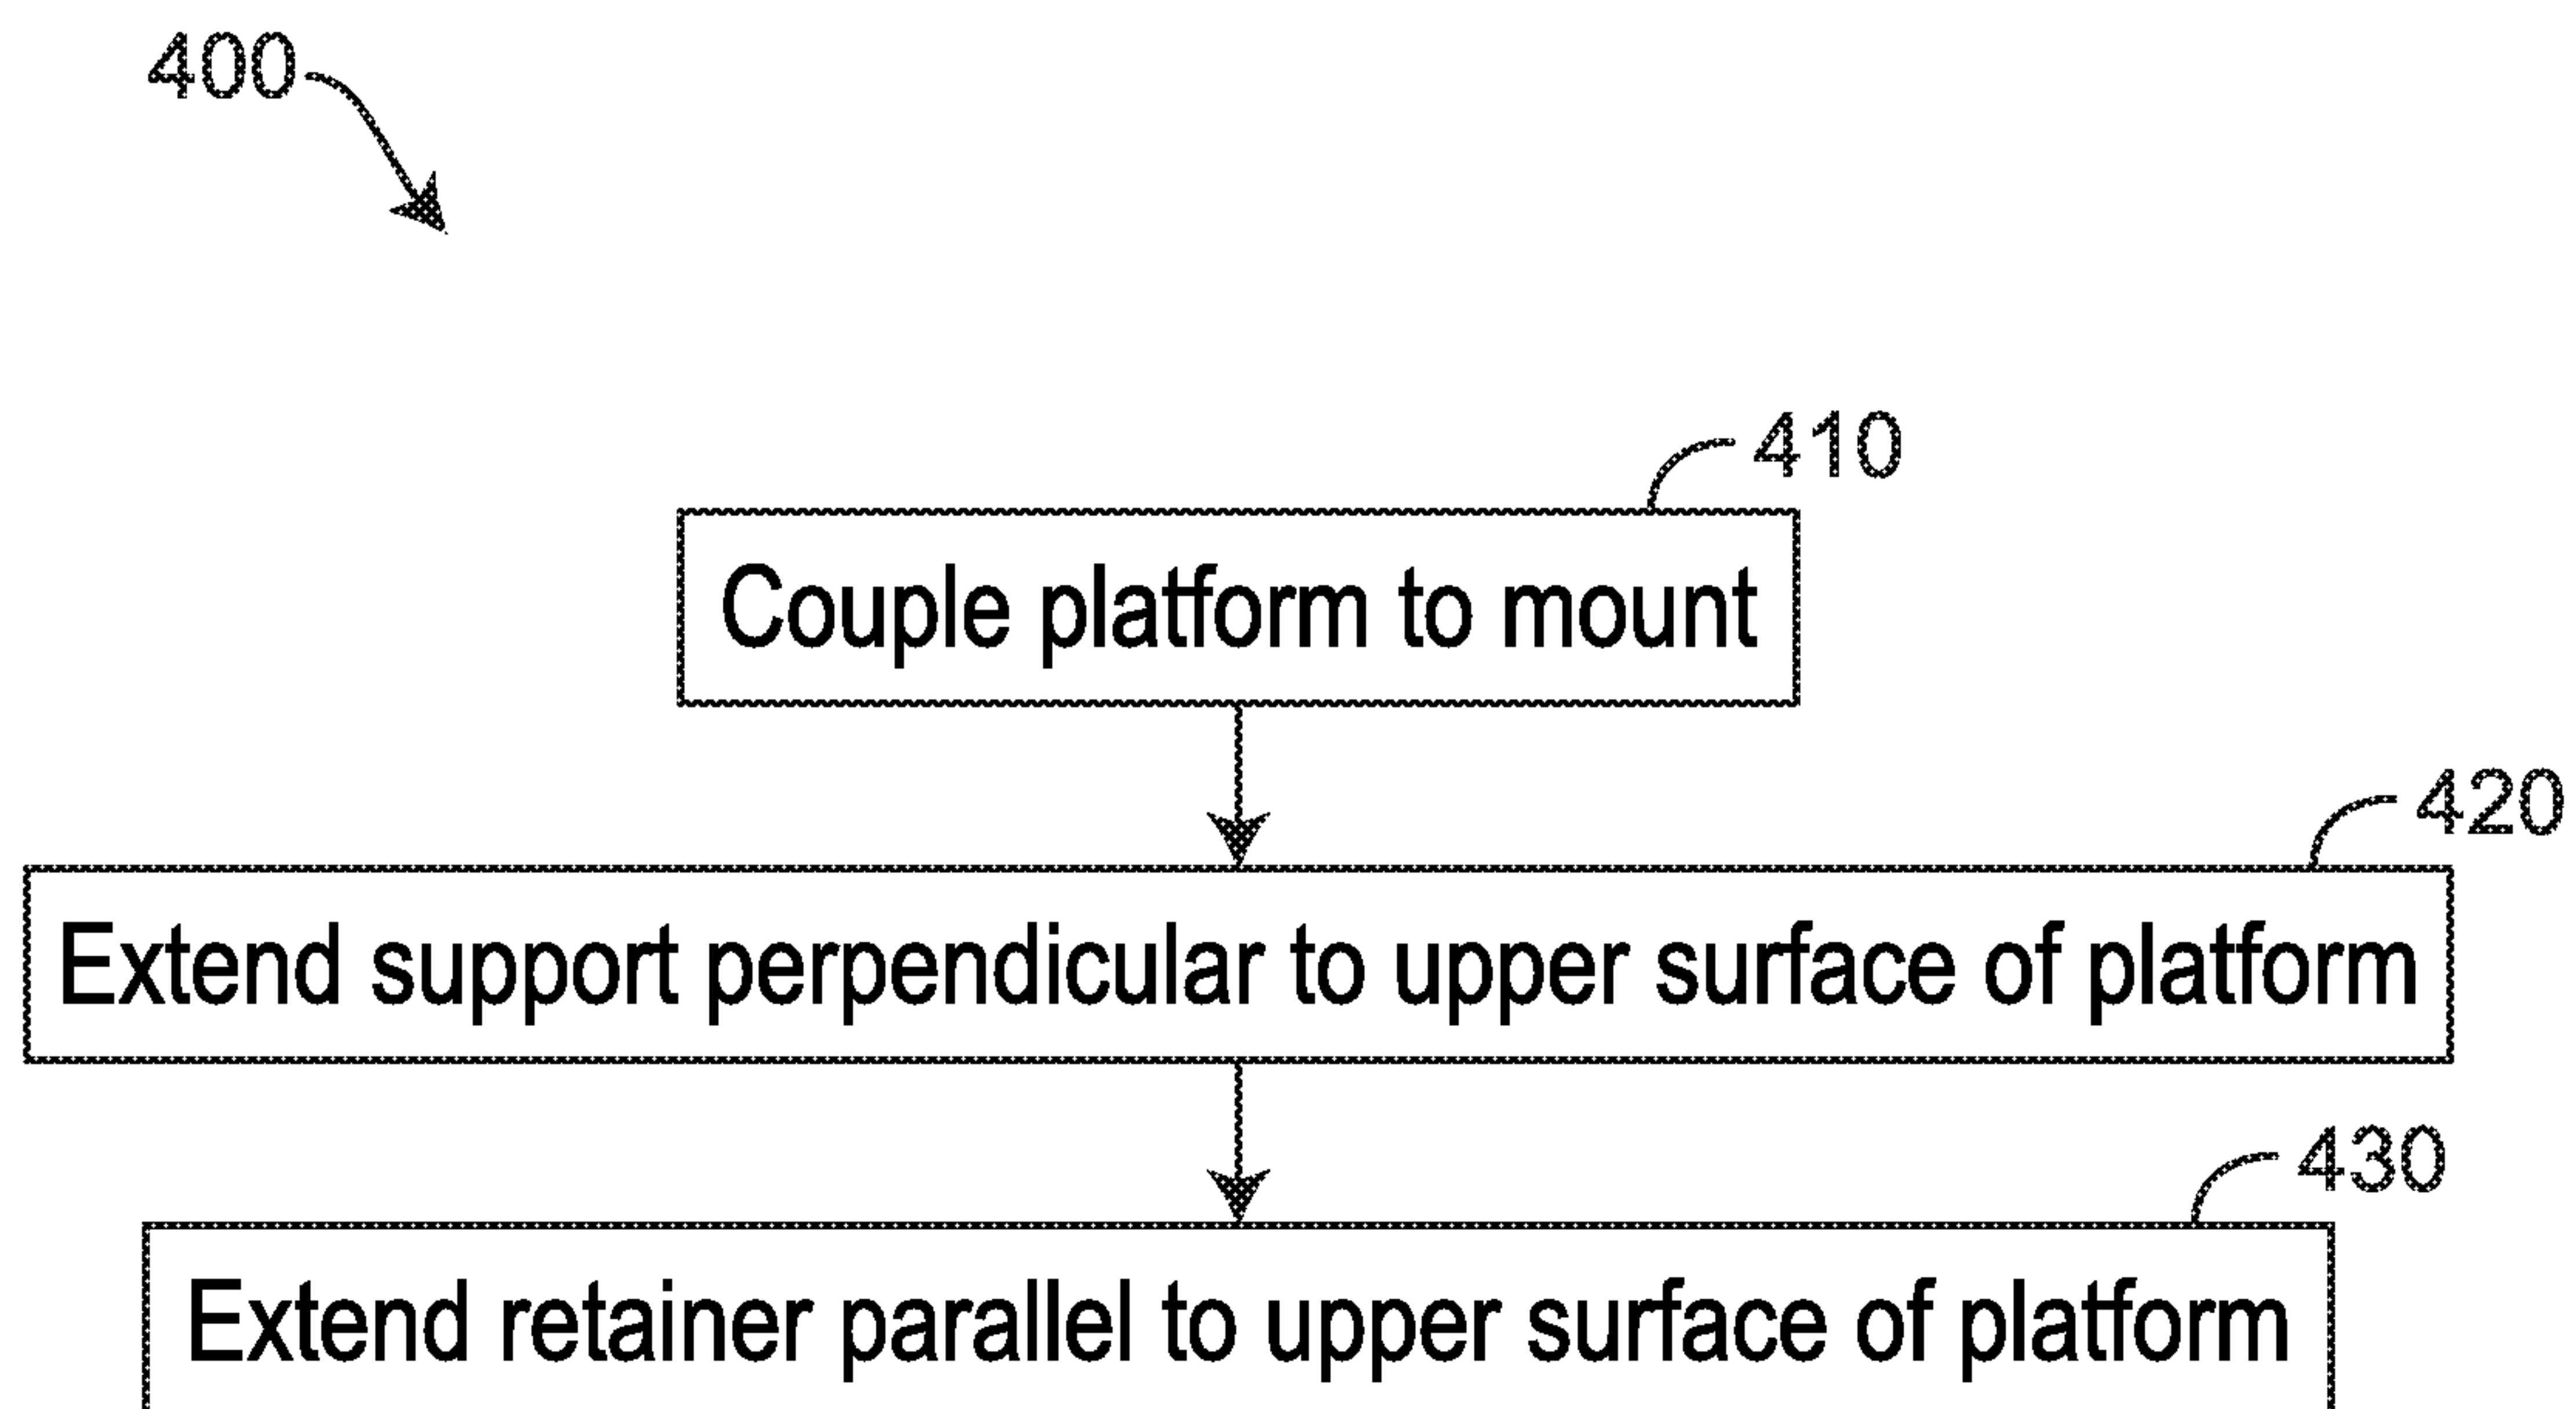 400
410
Couple platform to mount
420
Extend support perpendicular to upper surface of platform
430
Extend retainer parallel to upper surface of platform